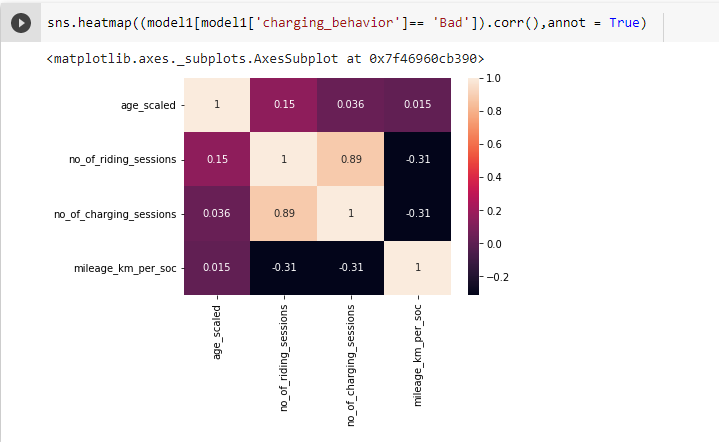 sns.heatmap((model1[model1['charging_behavior']== 'Bad']).corr(),annot = True)
<matplotlib.axes._subplots.AxesSubplot at 0x7f46960cb390>
age_scaled 1 0.15 0.036 0.015
no_of_riding_sessions 0.15 1 0.89 -0.31
no_of_charging_sessions 0.036 0.89 1 -0.31
mileage_km_per_soc 0.015 -0.31 -0.31 1
age_scaled
no_of_riding_sessions
no_of_charging_sessions
mileage_km_per_soc
1.0
0.8
0.6
0.4
0.2
0.0
−0.2